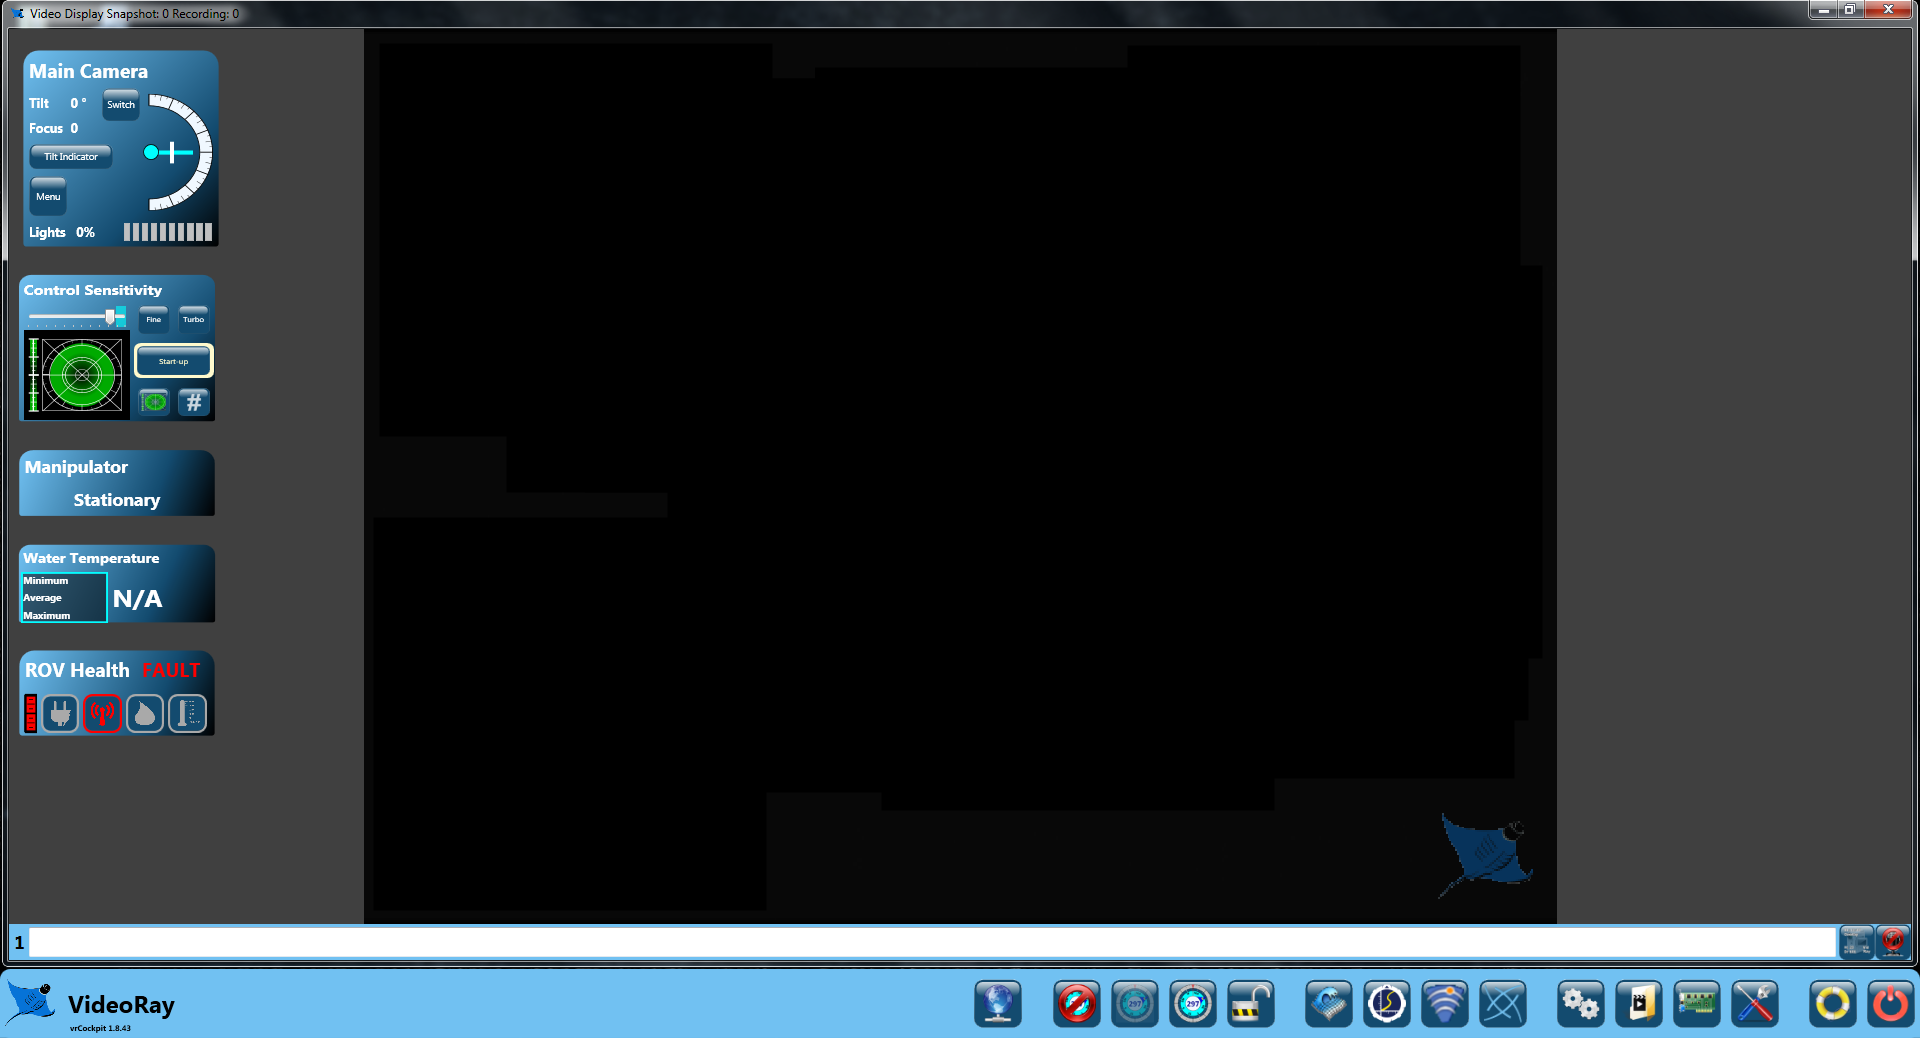 Video Display Snapshot: 0 Recording: 0
Main Camera
Tilt 0 °
Switch
Focus 0
Tilt Indicator
Menu
Lights 0%
Control Sensitivity
Fine
Turbo
Start-up
#
Manipulator
Stationary
Water Temperature
Minimum
Average
Maximum
N/A
ROV Health FAULT
1
VideoRay
vrCockpit 1.8.43
297
297